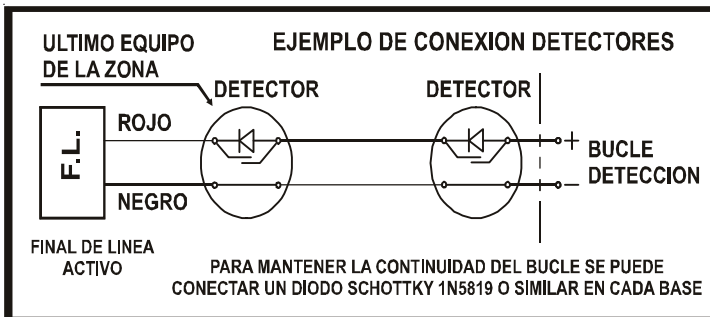 EJEMPLO DE CONEXION DETECTORES
ULTIMO EQUIPO
DE LA ZONA
DETECTOR
DETECTOR
F.L.
ROJO
NEGRO
+
-
BUCLE
DETECCION
FINAL DE LINEA
ACTIVO
PARA MANTENER LA CONTINUIDAD DEL BUCLE SE PUEDE
CONECTAR UN DIODO SCHOTTKY 1N5819 O SIMILAR EN CADA BASE